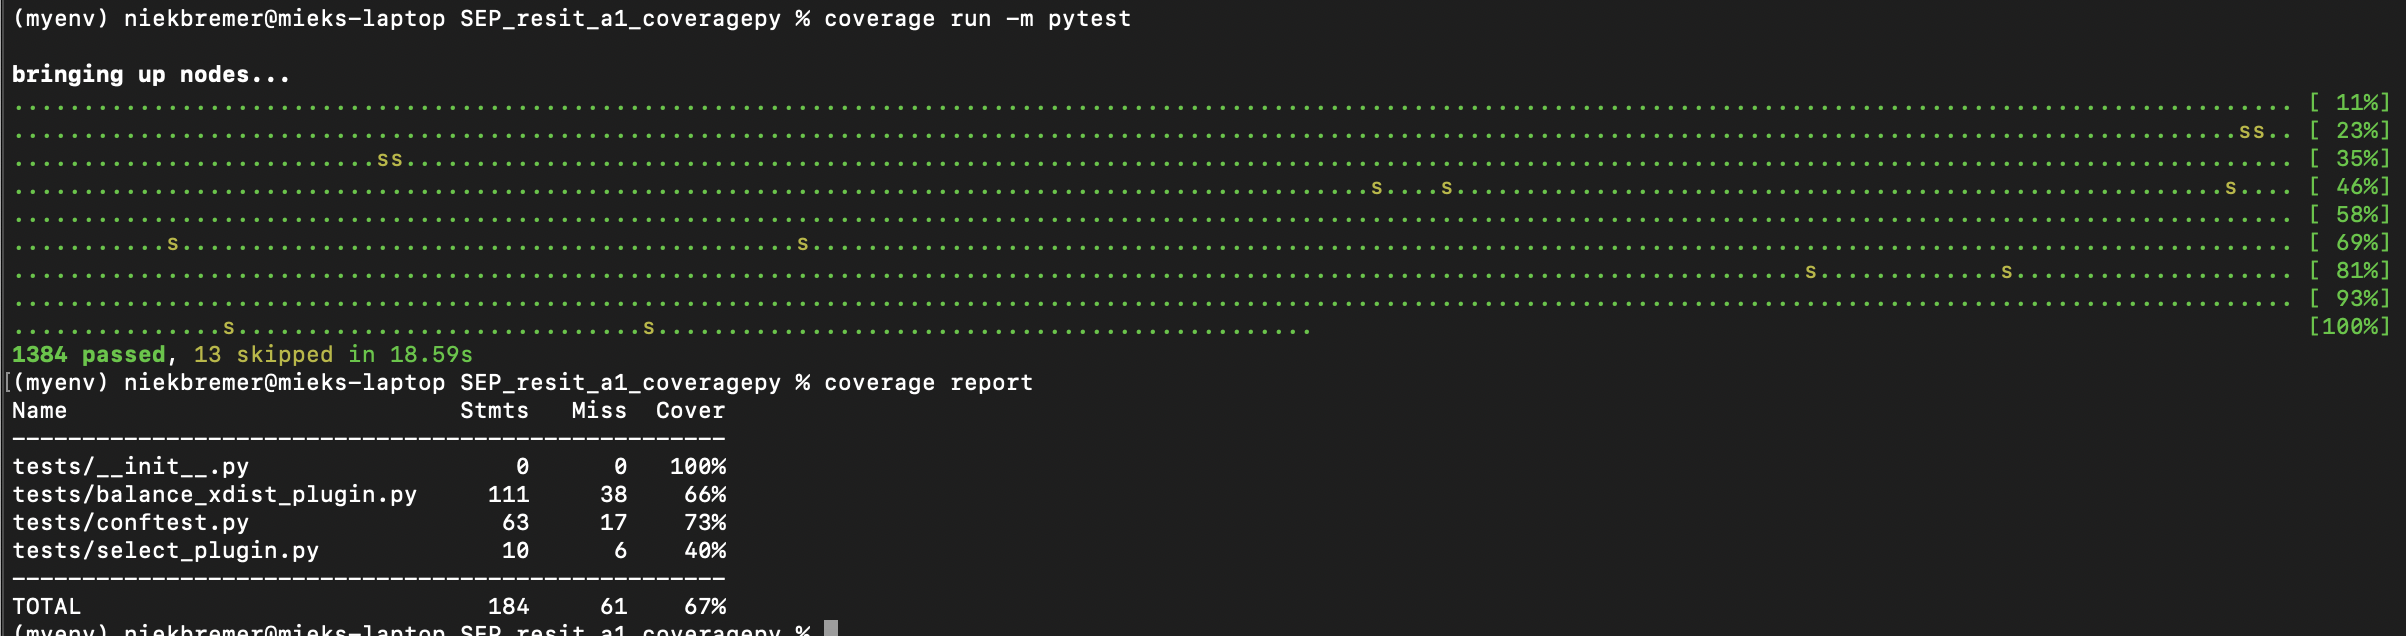 (myenv) niekbremer@mieks-laptop SEP_resit_a1_coveragepy % coverage run -m pytest
bringing up nodes...
................................................................................................................................................................... [ 11%]
...............................................................................................................................................................ss.. [ 23%]
..........................ss....................................................................................................................................... [ 35%]
.................................................................................................s....s.......................................................s.... [ 46%]
................................................................................................................................................................... [ 58%]
...........s............................................s.......................................................................................................... [ 69%]
................................................................................................................................s.............s.................... [ 81%]
................................................................................................................................................................... [ 93%]
...............s.............................s............................................... [100%]
1384 passed, 13 skipped in 18.59s
[(myenv) niekbremer@mieks-laptop SEP_resit_a1_coveragepy % coverage report
Name Stmts Miss Cover
----------------------------------------------------
tests/__init__.py 0 0 100%
tests/balance_xdist_plugin.py 111 38 66%
tests/conftest.py 63 17 73%
tests/select_plugin.py 10 6 40%
----------------------------------------------------
TOTAL 184 61 67%
(myenv) niekbremer@mieks-laptop SEP_resit_a1_coveragepy %